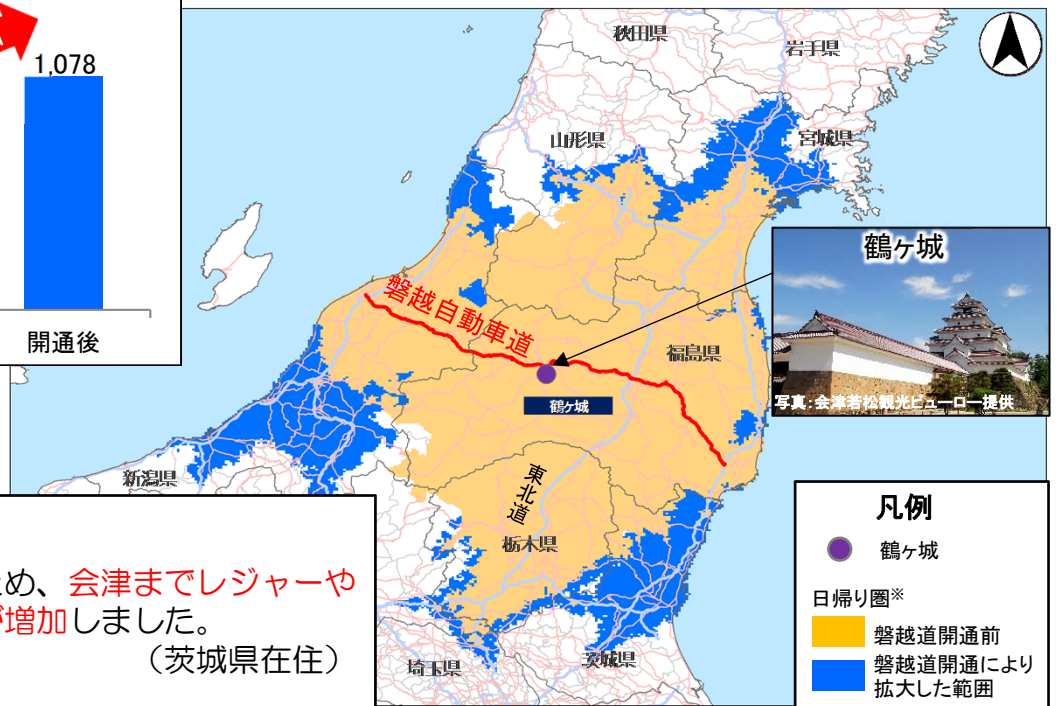 1,078
開通後
秋田県
岩手県
山形県
宮城県
鶴ヶ城
写真:会津若松観光ビューロー提供
磐越自動車道
福島県
鶴ヶ城
新潟県
東北道
栃木県
埼玉県
茨城県
ため、会津までレジャーや
が増加しました。
(茨城県在住)
凡例
鶴ヶ城
日帰り圏※
磐越道開通前
磐越道開通により
拡大した範囲